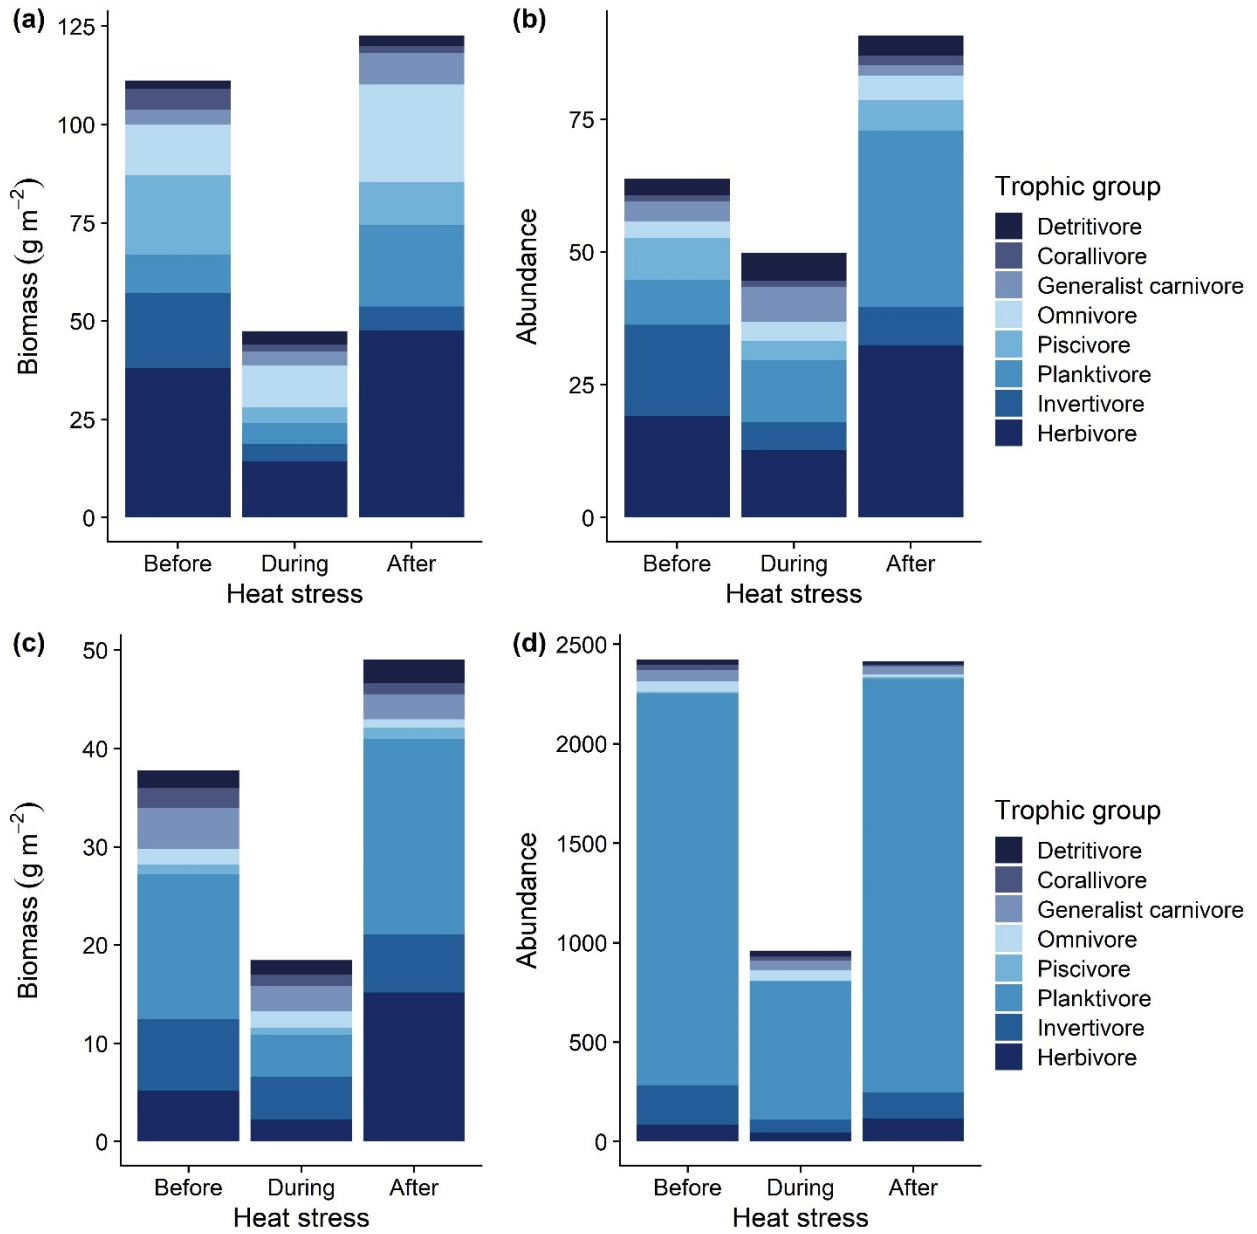 (a)
125
100
75
50
25
0
Biomass (g m⁻²)
Before During After
Heat stress
(b)
75
50
25
0
Abundance
Before During After
Heat stress
Trophic group
Detritivore
Corallivore
Generalist carnivore
Omnivore
Piscivore
Planktivore
Invertivore
Herbivore
(c)
50
40
30
20
10
0
Biomass (g m⁻²)
Before During After
Heat stress
(d)
2500
2000
1500
1000
500
0
Abundance
Before During After
Heat stress
Trophic group
Detritivore
Corallivore
Generalist carnivore
Omnivore
Piscivore
Planktivore
Invertivore
Herbivore